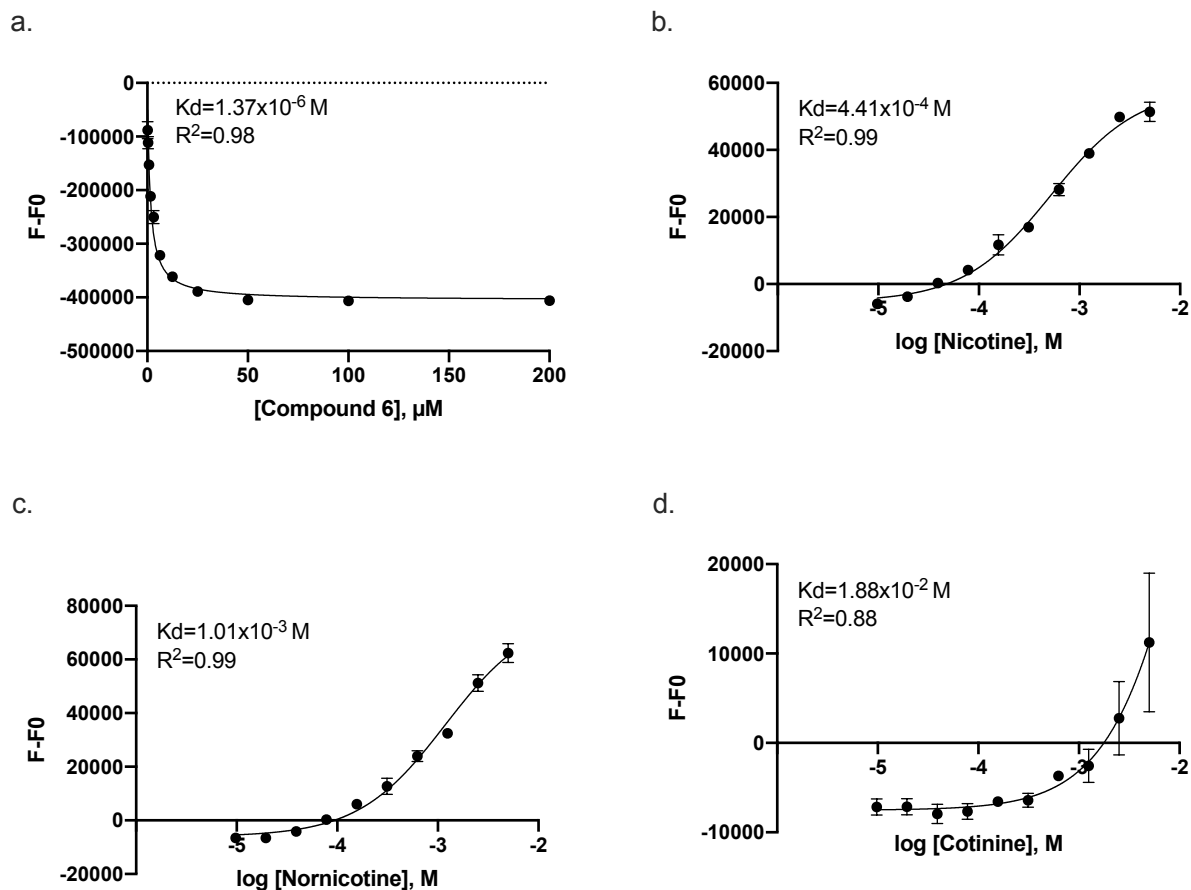 a.
Kd=1.37x10⁻⁶ M
R²=0.98
0
-100000
-200000
-300000
-400000
-500000
F-F0
0 50 100 150 200
[Compound 6], µM
b.
Kd=4.41x10⁻⁴ M
R²=0.99
60000
40000
20000
0
-20000
F-F0
-5 -4 -3 -2
log [Nicotine], M
c.
Kd=1.01x10⁻³ M
R²=0.99
80000
60000
40000
20000
0
-20000
F-F0
-5 -4 -3 -2
log [Nornicotine], M
d.
Kd=1.88x10⁻² M
R²=0.88
20000
10000
0
-10000
F-F0
-5 -4 -3 -2
log [Cotinine], M